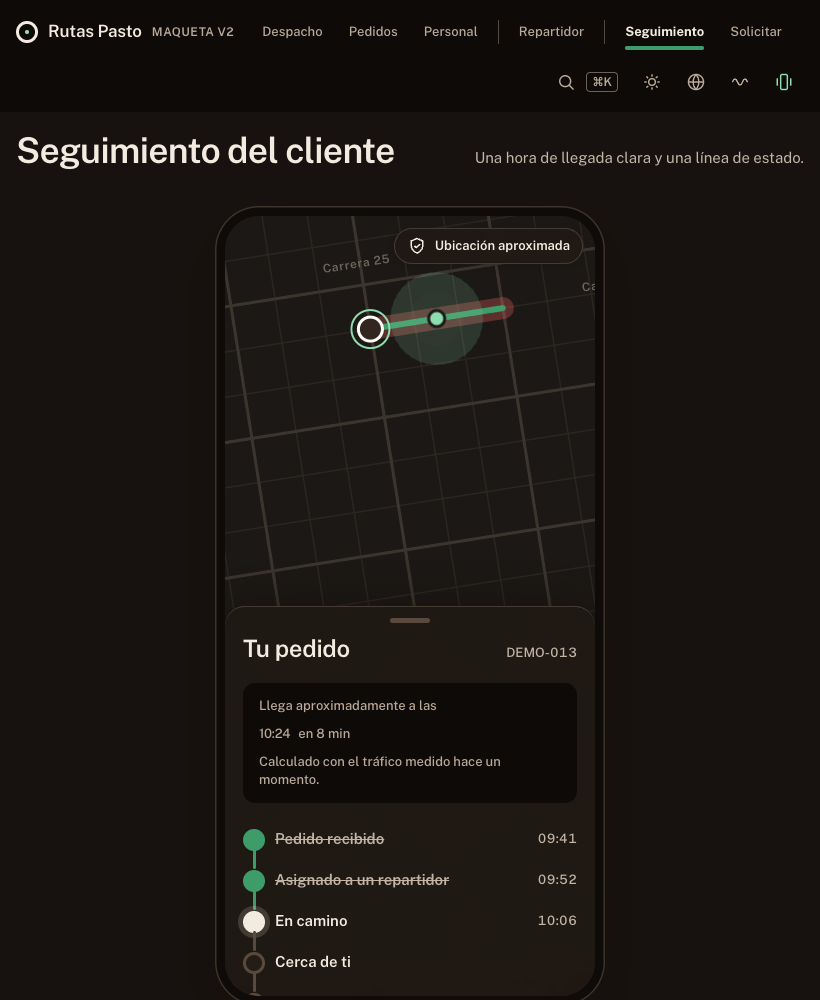 Rutas Pasto MAQUETA V2 Despacho Pedidos Personal Repartidor Seguimiento Solicitar
⌘K
Seguimiento del cliente
Una hora de llegada clara y una línea de estado.
Ubicación aproximada
Carrera 25
Ca
Tu pedido
DEMO-013
Llega aproximadamente a las
10:24 en 8 min
Calculado con el tráfico medido hace un
momento.
Pedido recibido 09:41
Asignado a un repartidor 09:52
En camino 10:06
Cerca de ti